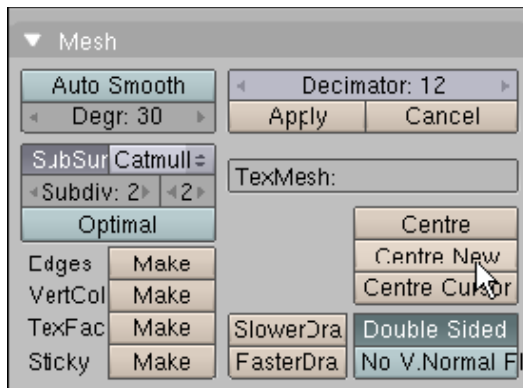 Mesh
Auto Smooth
Degr: 30
Decimator: 12
Apply Cancel
SubSur Catmull
Subdiv: 2 2
Optimal
TexMesh:
Centre
Centre New
Centre Cursor
Edges Make
VertCol Make
TexFac Make
Sticky Make
SlowerDra Double Sided
FasterDra No V.Normal Fl